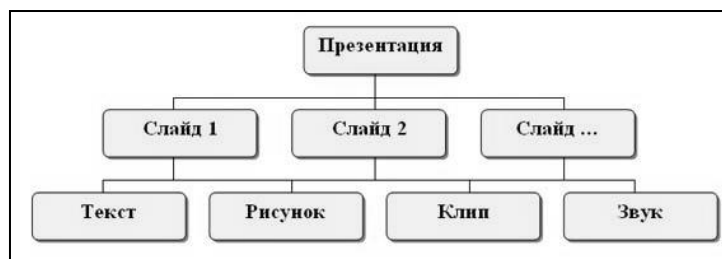 Презентация
Слайд 1
Слайд 2
Слайд ...
Текст
Рисунок
Клип
Звук